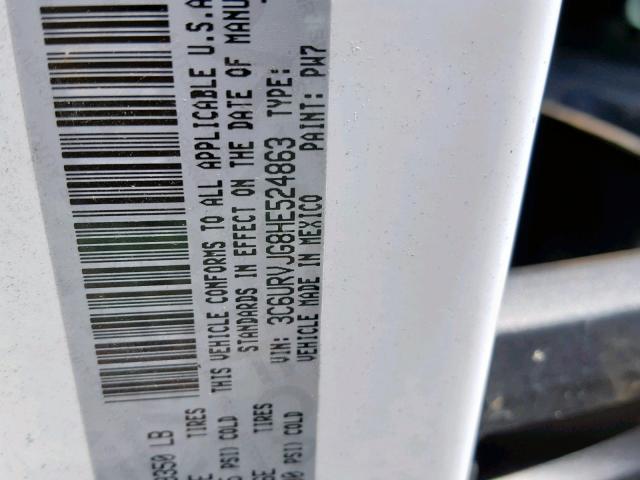 8350 LB TIRES
THIS VEHICLE CONFORMS TO ALL APPLICABLE U.S.A
PSI) COLD STANDARDS IN EFFECT ON THE DATE OF MANU
TIRES VIN: 3C6URVJG8HE524863 TYPE:
PSI) COLD VEHICLE MADE IN MEXICO PAINT: PW7